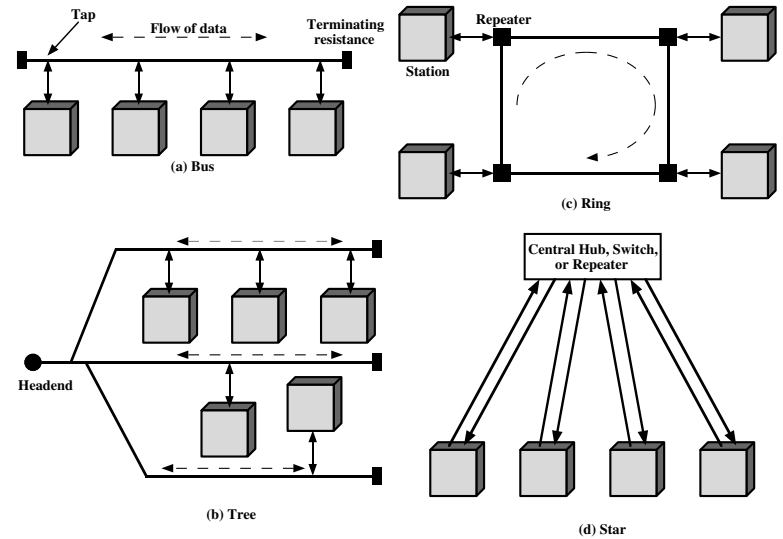 Tap
Flow of data
Terminating
resistance
(a) Bus
Repeater
Station
(c) Ring
Headend
(b) Tree
Central Hub, Switch,
or Repeater
(d) Star